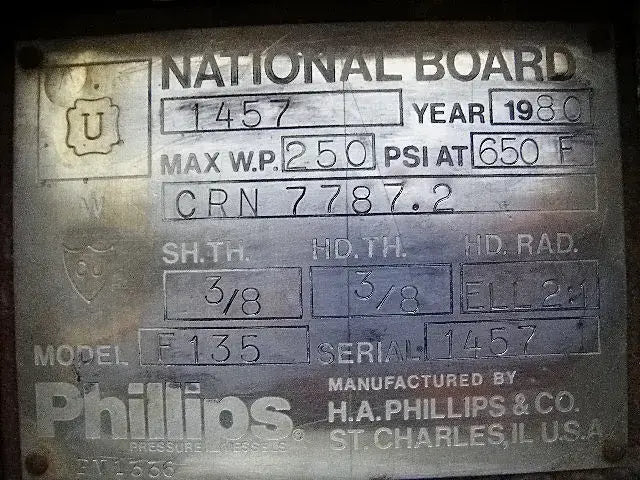 NATIONAL BOARD
U
1457 YEAR 1980
MAX W.P. 250 PSI AT 650 F
W
CRN 7787.2
SH.TH. HD.TH. HD. RAD.
3/8 3/8 ELL 2:1
MODEL F135 SERIAL 1457
Phillips®
PRESSURE VESSELS
MANUFACTURED BY
H.A. PHILLIPS & CO.
ST. CHARLES, IL U.S.A